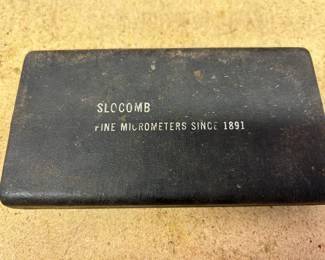 SLOCOMB
FINE MICROMETERS SINCE 1891